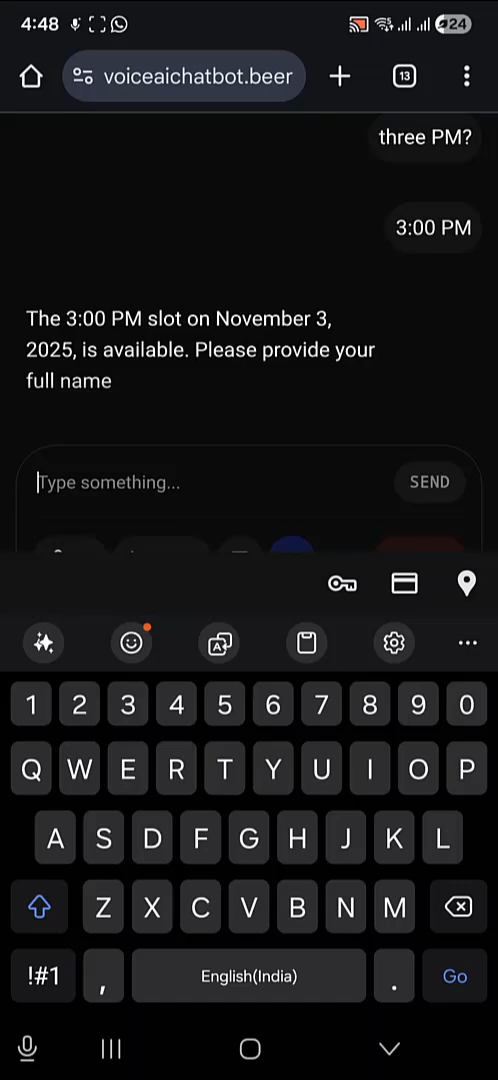 4:48
24
voiceaichatbot.beer
13
three PM?
3:00 PM
The 3:00 PM slot on November 3,
2025, is available. Please provide your
full name
Type something...
SEND
1 2 3 4 5 6 7 8 9 0
Q W E R T Y U I O P
A S D F G H J K L
Z X C V B N M
!#1 , English(India) . Go